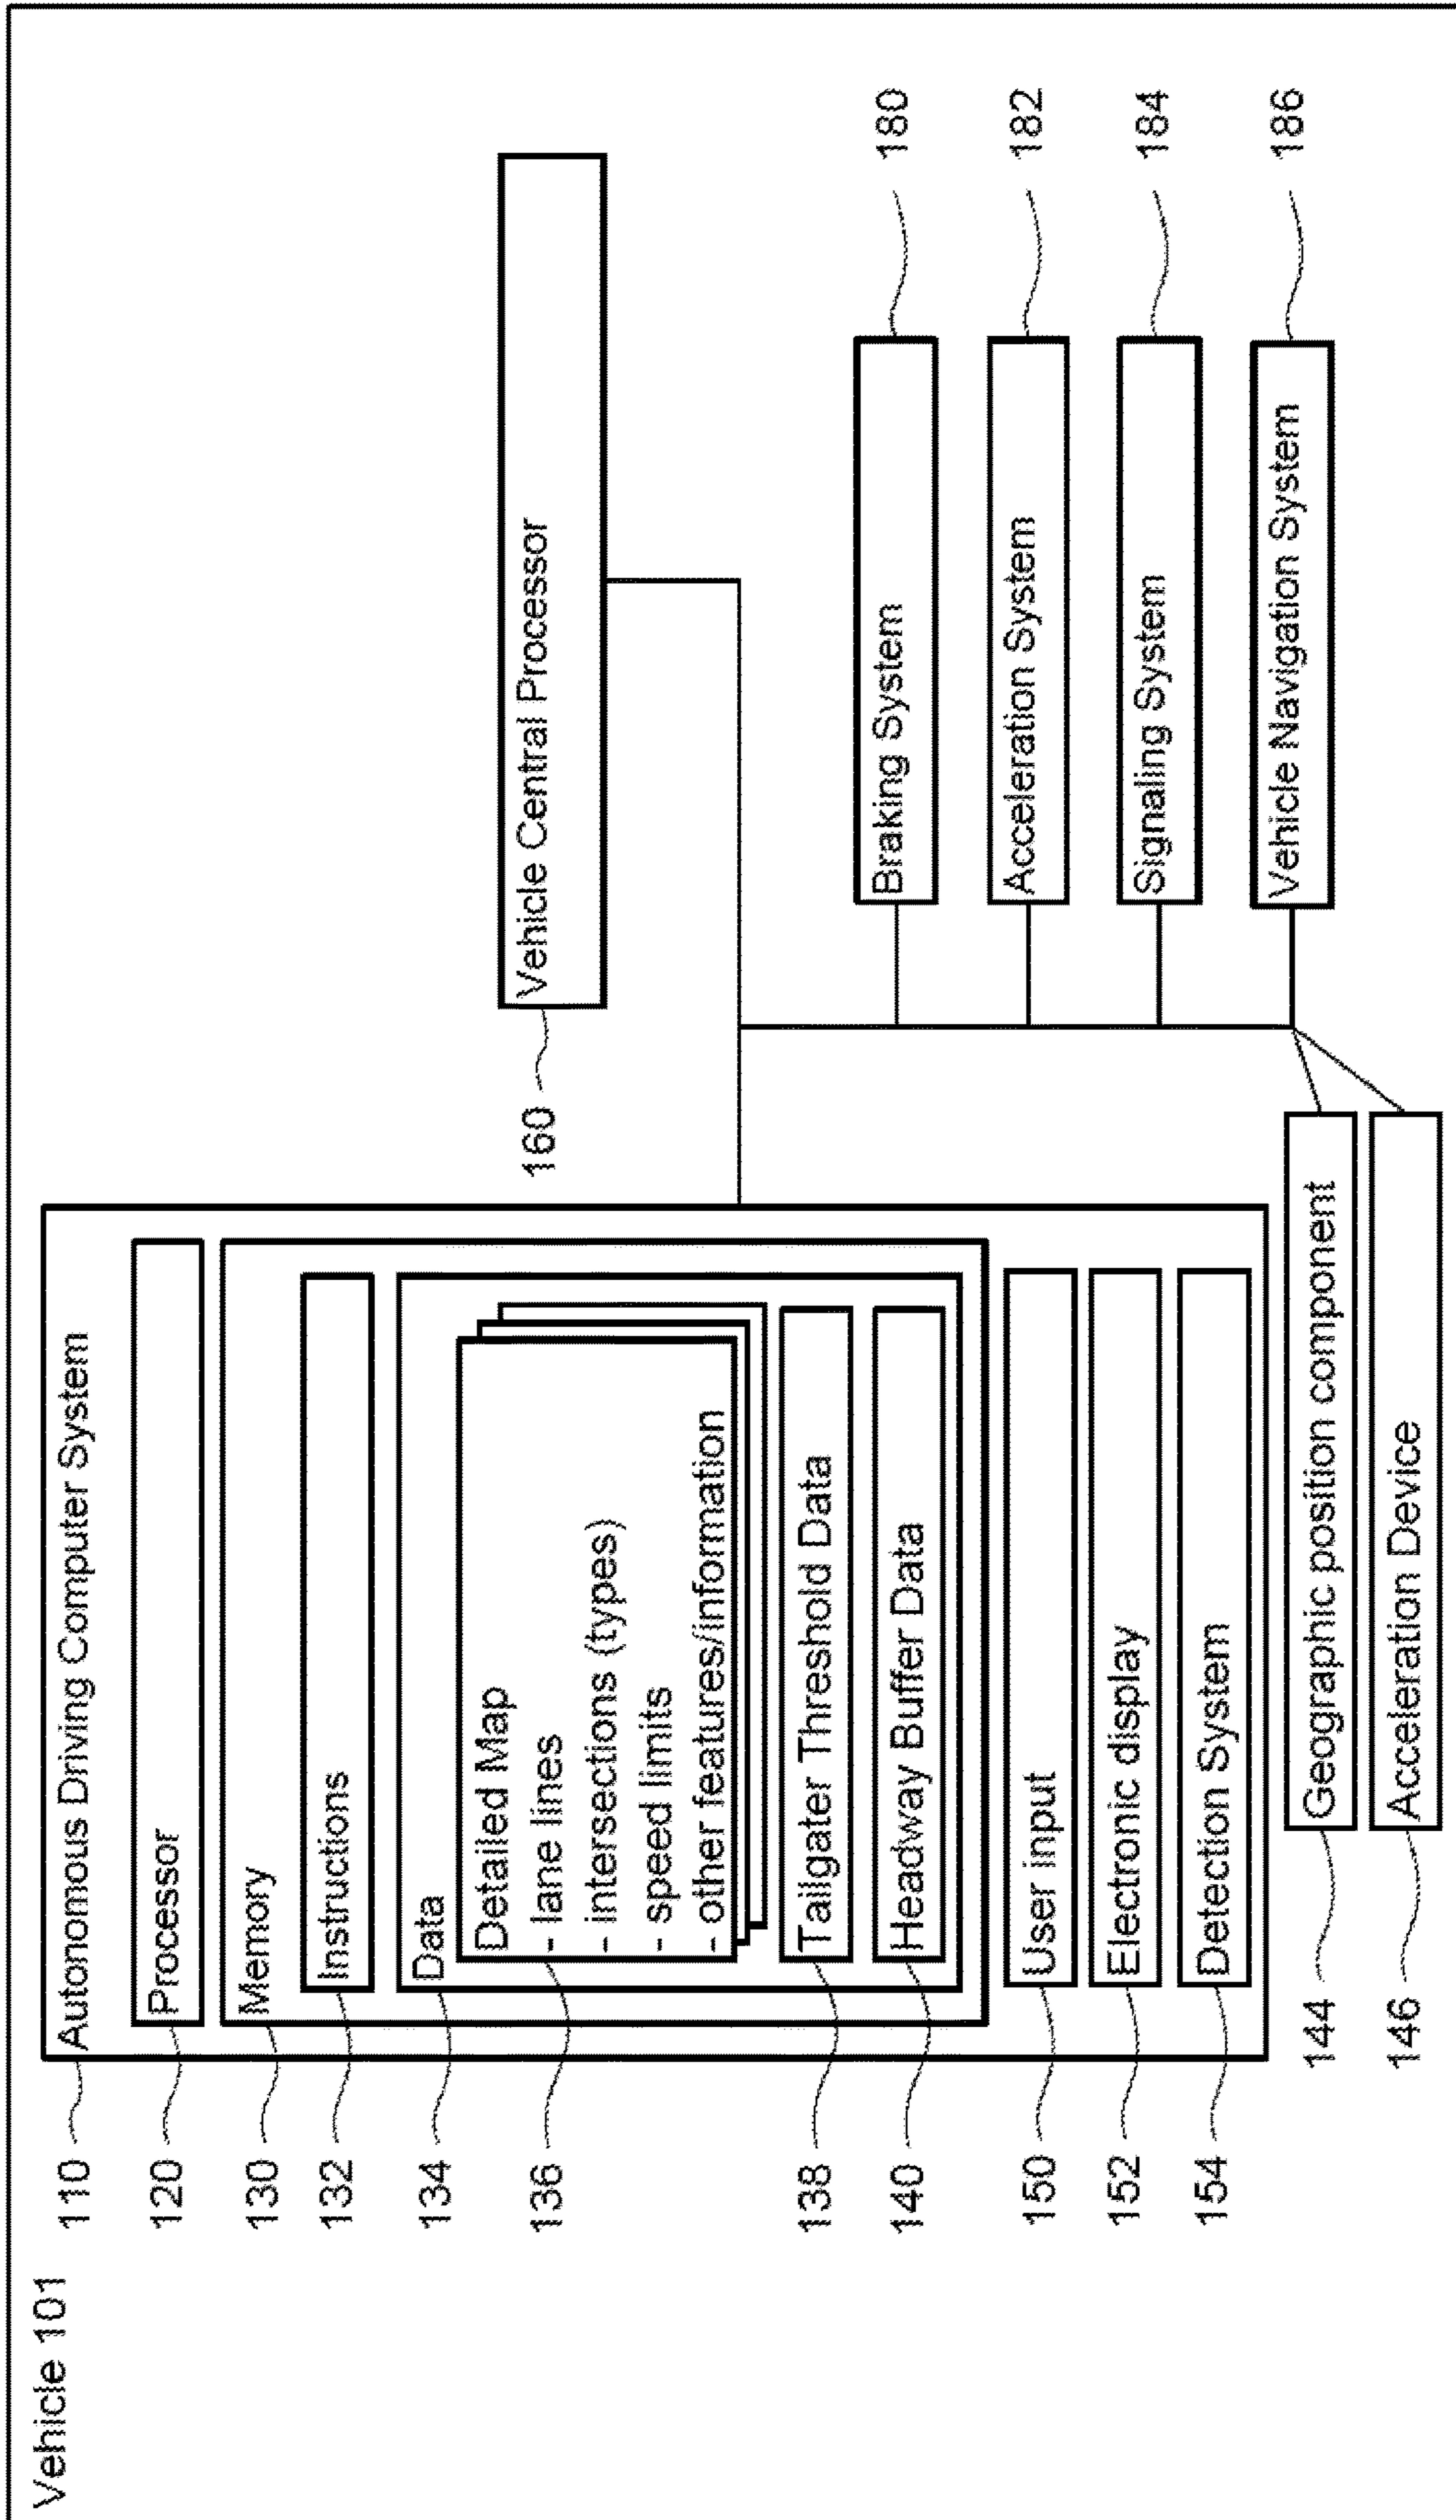 Vehicle 101
110
Autonomous Driving Computer System
120
Processor
130
Memory
132
Instructions
134
Data
136
Detailed Map
- lane lines
- intersections (types)
- speed limits
- other features/information
138
Tailgater Threshold Data
140
Headway Buffer Data
150
User input
152
Electronic display
154
Detection System
144
Geographic position component
146
Acceleration Device
160
Vehicle Central Processor
Braking System
180
Acceleration System
182
Signaling System
184
Vehicle Navigation System
186